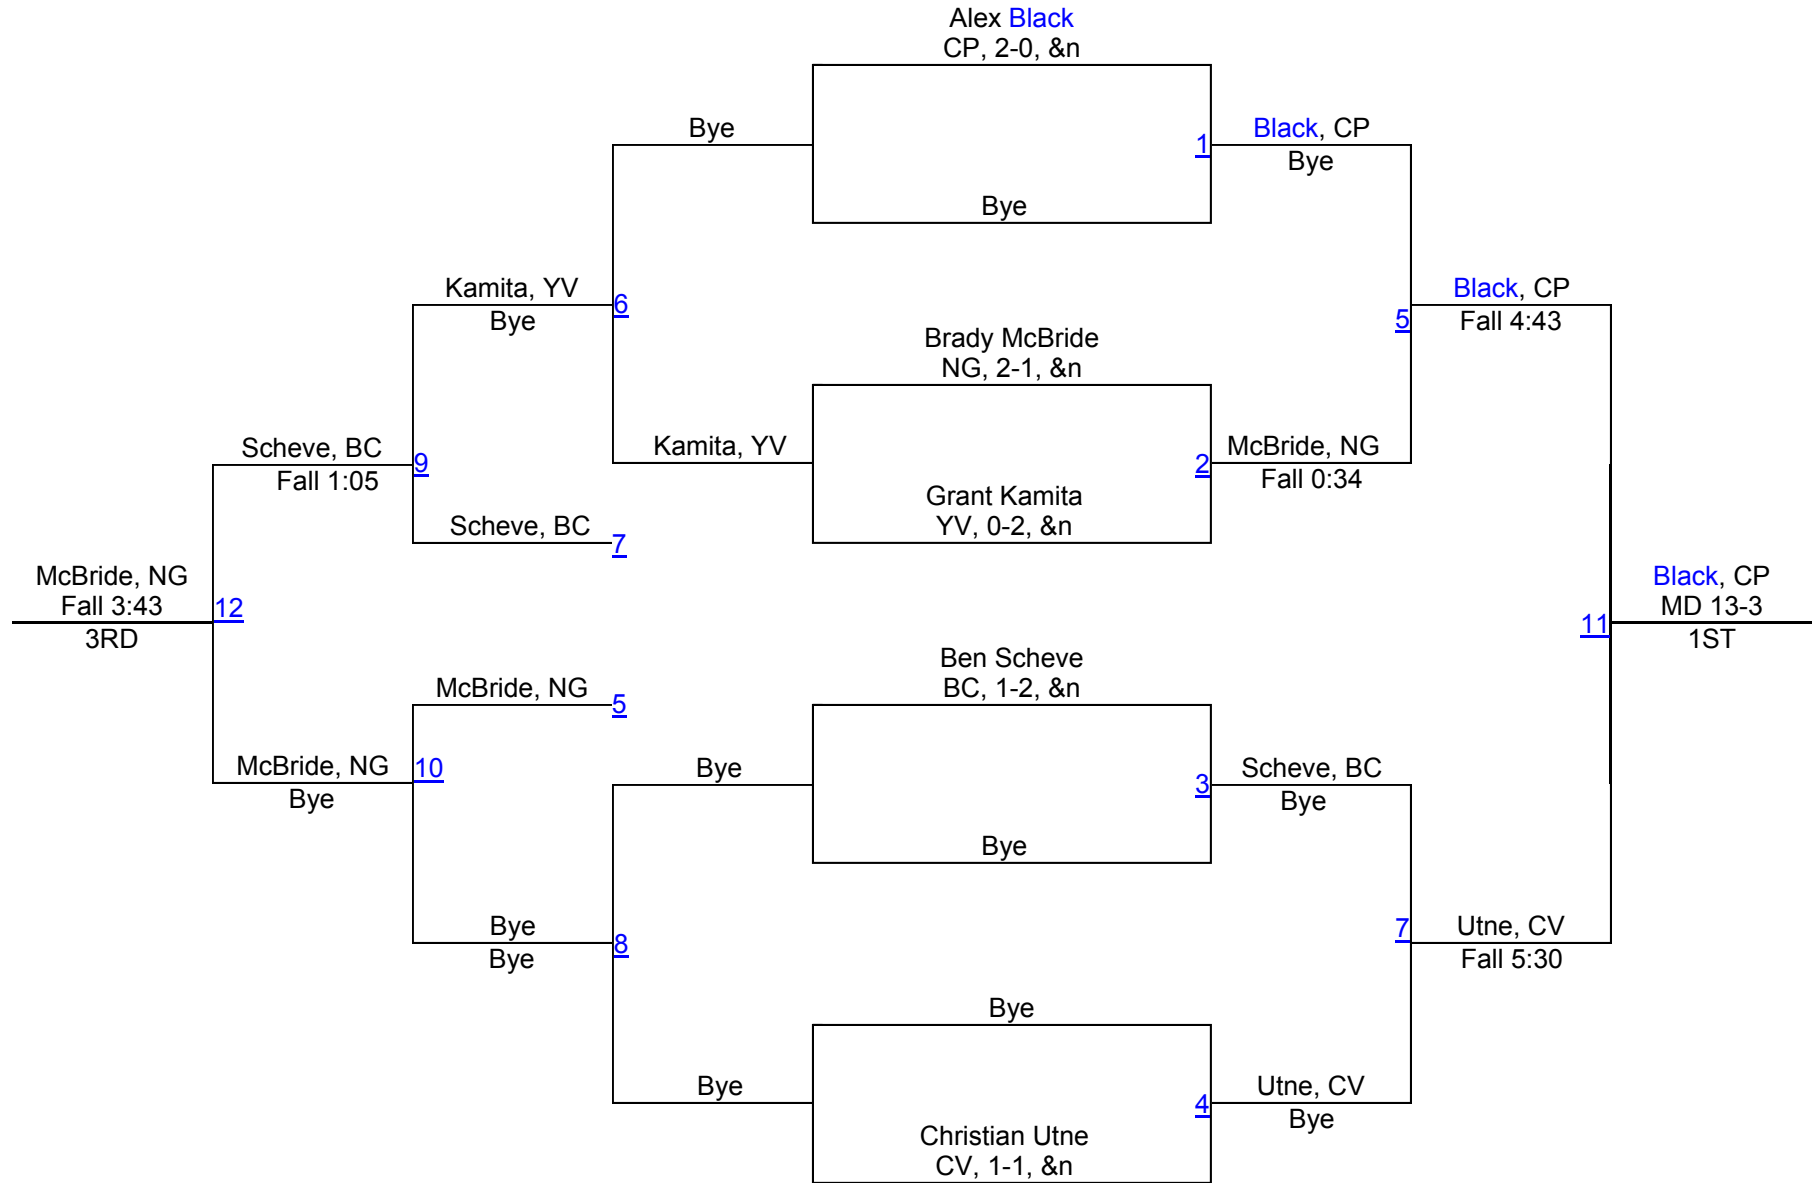 Alex Black
CP, 2-0, &n
Bye
1
Black, CP
Bye
Bye
Kamita, YV
Bye
6
Black, CP
Fall 4:43
5
Brady McBride
NG, 2-1, &n
Kamita, YV
2
McBride, NG
Fall 0:34
Scheve, BC
Fall 1:05
9
Grant Kamita
YV, 0-2, &n
Scheve, BC
7
McBride, NG
Fall 3:43
3RD
12
Black, CP
MD 13-3
1ST
11
Ben Scheve
BC, 1-2, &n
McBride, NG
5
McBride, NG
Bye
10
Bye
3
Scheve, BC
Bye
Bye
Bye
Bye
8
7
Utne, CV
Fall 5:30
Bye
Bye
4
Utne, CV
Bye
Christian Utne
CV, 1-1, &n